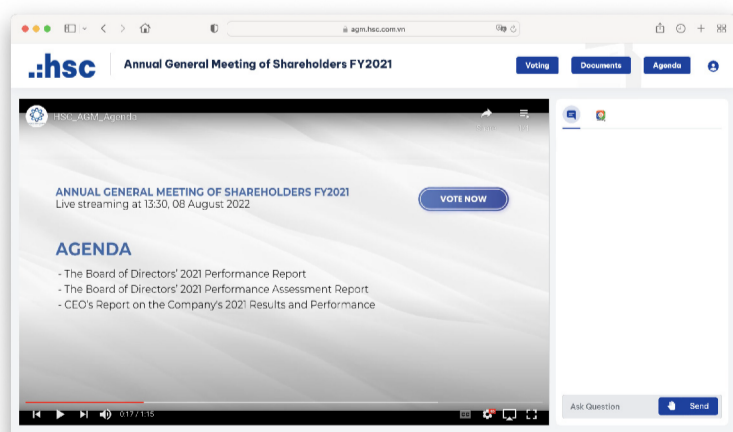 agm.hsc.com.vn
.:hsc
Annual General Meeting of Shareholders FY2021
Voting
Documents
Agenda
HSC_AGM_Agenda
ANNUAL GENERAL MEETING OF SHAREHOLDERS FY2021
Live streaming at 13:30, 08 August 2022
VOTE NOW
AGENDA
- The Board of Directors' 2021 Performance Report
- The Board of Directors' 2021 Performance Assessment Report
- CEO's Report on the Company's 2021 Results and Performance
0:17 / 1:15
Ask Question
Send